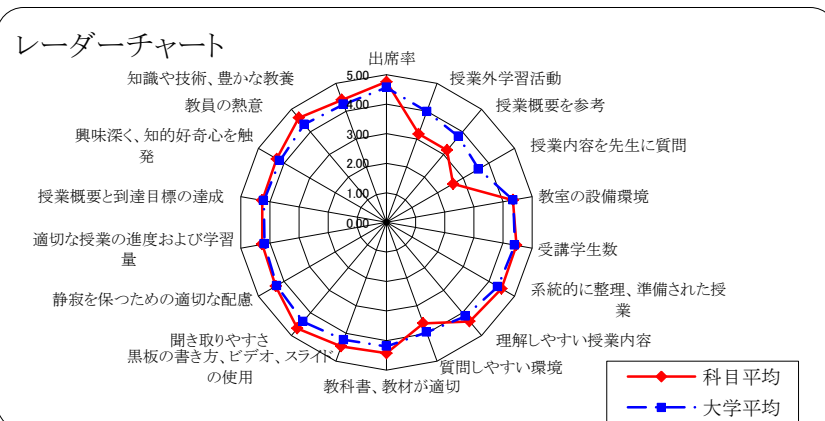 レーダーチャート
出席率
授業外学習活動
授業概要を参考
授業内容を先生に質問
教室の設備環境
受講学生数
系統的に整理、準備された授
業
理解しやすい授業内容
質問しやすい環境
教科書、教材が適切
黒板の書き方、ビデオ、スライド
の使用
聞き取りやすさ
静寂を保つための適切な配慮
適切な授業の進度および学習
量
授業概要と到達目標の達成
興味深く、知的好奇心を触
発
教員の熱意
知識や技術、豊かな教養
5.00
4.00
3.00
2.00
1.00
0.00
科目平均
大学平均